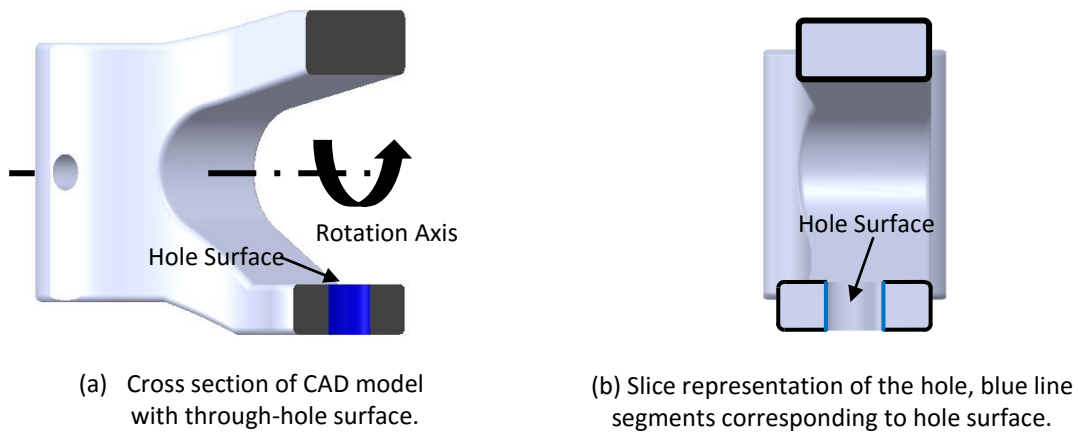 Rotation Axis
Hole Surface
Hole Surface
(a) Cross section of CAD model
with through-hole surface.
(b) Slice representation of the hole, blue line
segments corresponding to hole surface.